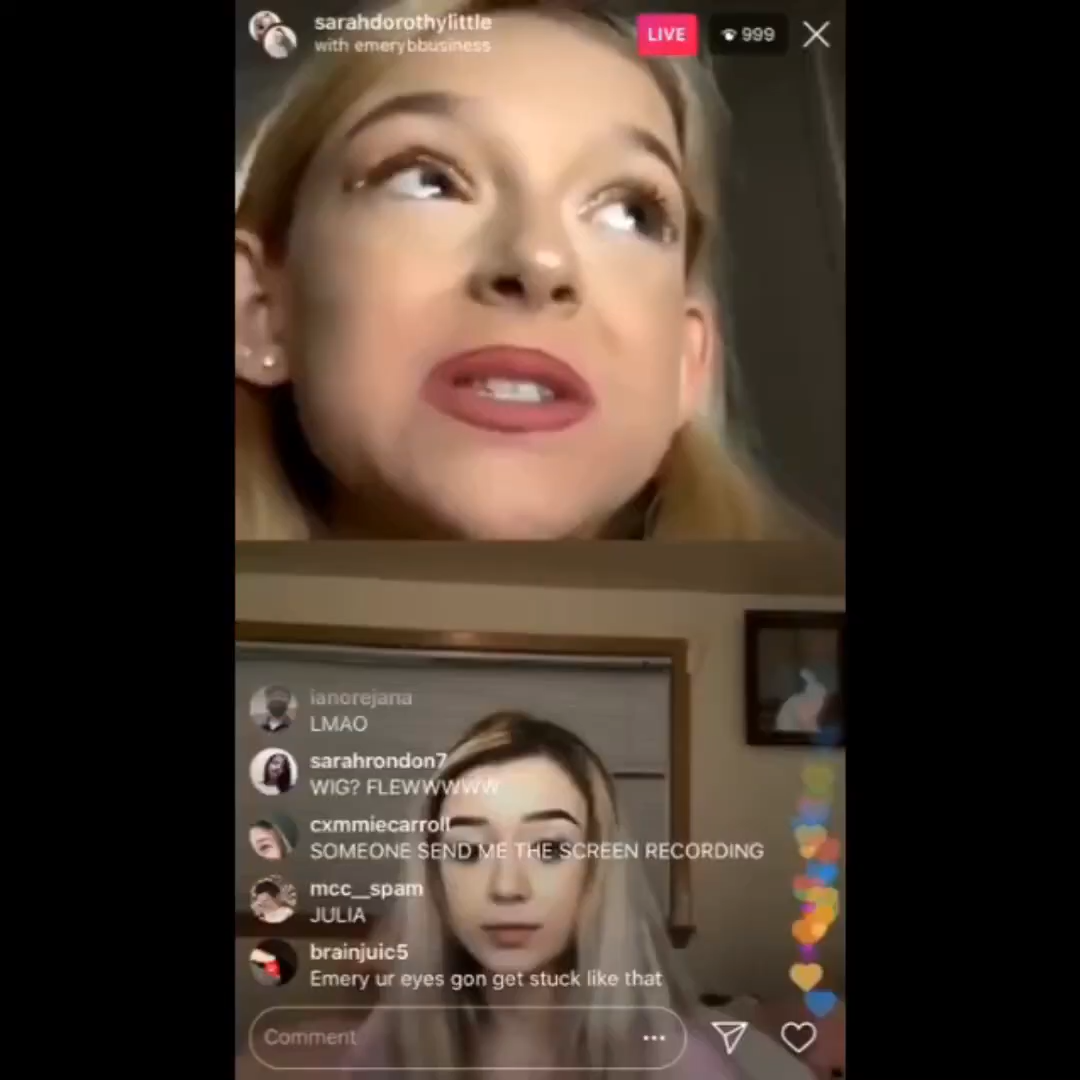 sarahdorothylittle
with emerybbusiness
LIVE
999
ianorejana
LMAO
sarahrondon7
WIG? FLEWWWWW
cxmmiecarroll
SOMEONE SEND ME THE SCREEN RECORDING
mcc__spam
JULIA
brainjuic5
Emery ur eyes gon get stuck like that
Comment